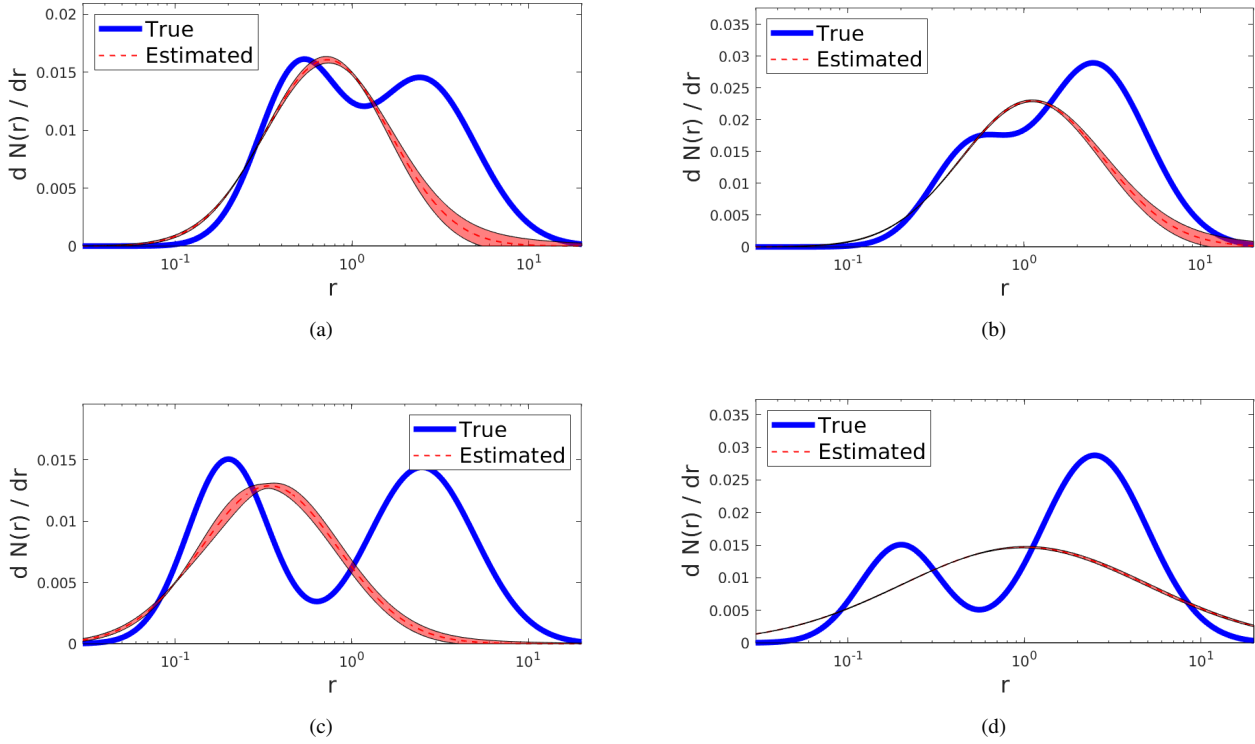 0.02
0.015
0.01
0.005
0
d N(r) / dr
True
Estimated
10^-1
10^0
10^1
r
(a)
0.035
0.03
0.025
0.02
0.015
0.01
0.005
0
d N(r) / dr
True
Estimated
10^-1
10^0
10^1
r
(b)
0.015
0.01
0.005
0
d N(r) / dr
True
Estimated
10^-1
10^0
10^1
r
(c)
0.035
0.03
0.025
0.02
0.015
0.01
0.005
0
d N(r) / dr
True
Estimated
10^-1
10^0
10^1
r
(d)